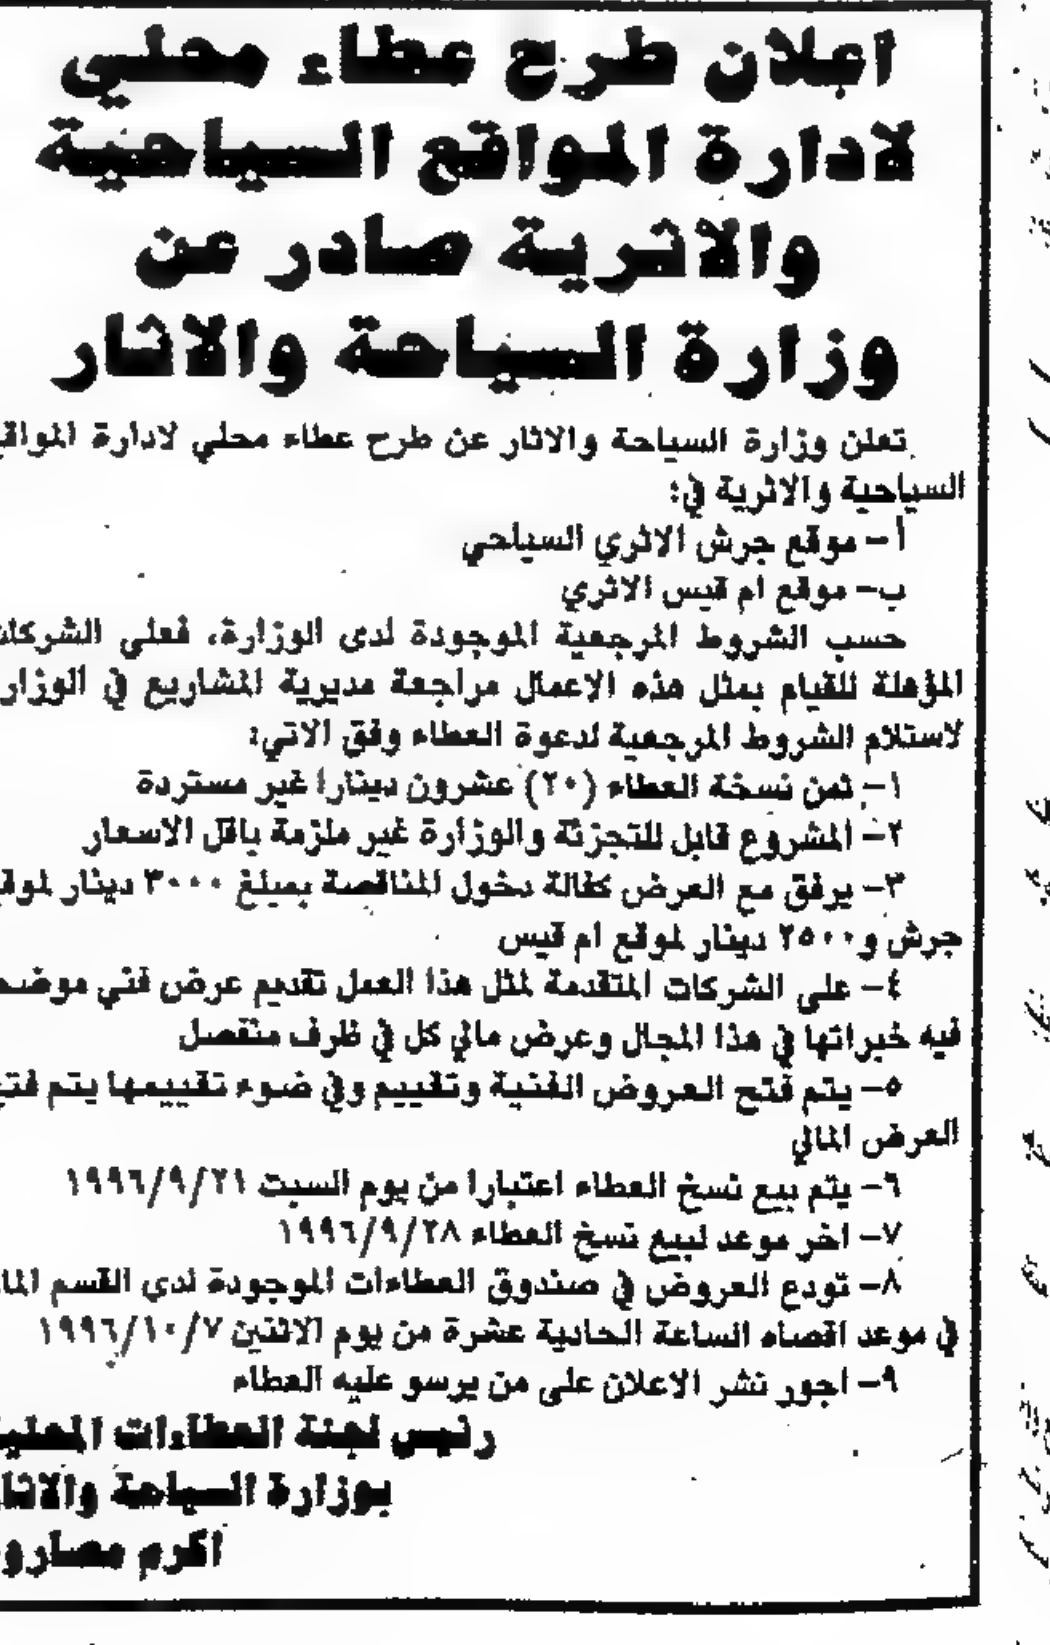 اعلان طرح عطاء محلي
لادارة المواقع السياحية
والاثرية صادر عن
وزارة السياحة والاثار
تعلن وزارة السياحة والاثار عن طرح عطاء محلي لادارة المواقع
السياحية والاثرية في:
أ- موقع جرش الاثري السياحي
ب- موقع ام قيس الاثري
حسب الشروط المرجعية الموجودة لدى الوزارة، فعلي الشركات
المؤهلة للقيام بمثل هذه الاعمال مراجعة مديرية المشاريع في الوزارة
لاستلام الشروط المرجعية لدعوة العطاء وفق الاتي:
١- ثمن نسخة العطاء (٢٠) عشرون دينارا غير مستردة
٢- المشروع قابل للتجزئة والوزارة غير ملزمة باقل الاسعار
٣- يرفق مع العرض كفالة دخول المناقصة بمبلغ ٣٠٠٠ دينار لموقع
جرش و٢٥٠٠ دينار لموقع ام قيس
٤- على الشركات المتقدمة لمثل هذا العمل تقديم عرض فني موضحا
فيه خبراتها في هذا المجال وعرض مالي كل في ظرف منفصل
٥- يتم فتح العروض الفنية وتقييم وفي ضوء تقييمها يتم فتح
العرض المالي
٦- يتم بيع نسخ العطاء اعتبارا من يوم السبت ١٩٩٦/٩/٢١
٧- اخر موعد لبيع نسخ العطاء ١٩٩٦/٩/٢٨
٨- تودع العروض في صندوق العطاءات الموجودة لدى القسم المالي
في موعد اقصاه الساعة الحادية عشرة من يوم الاثنين ١٩٩٦/١٠/٧
٩- اجور نشر الاعلان على من يرسو عليه العطاء
رئيس لجنة العطاءات المحلية
بوزارة السياحة والاثار
اكرم